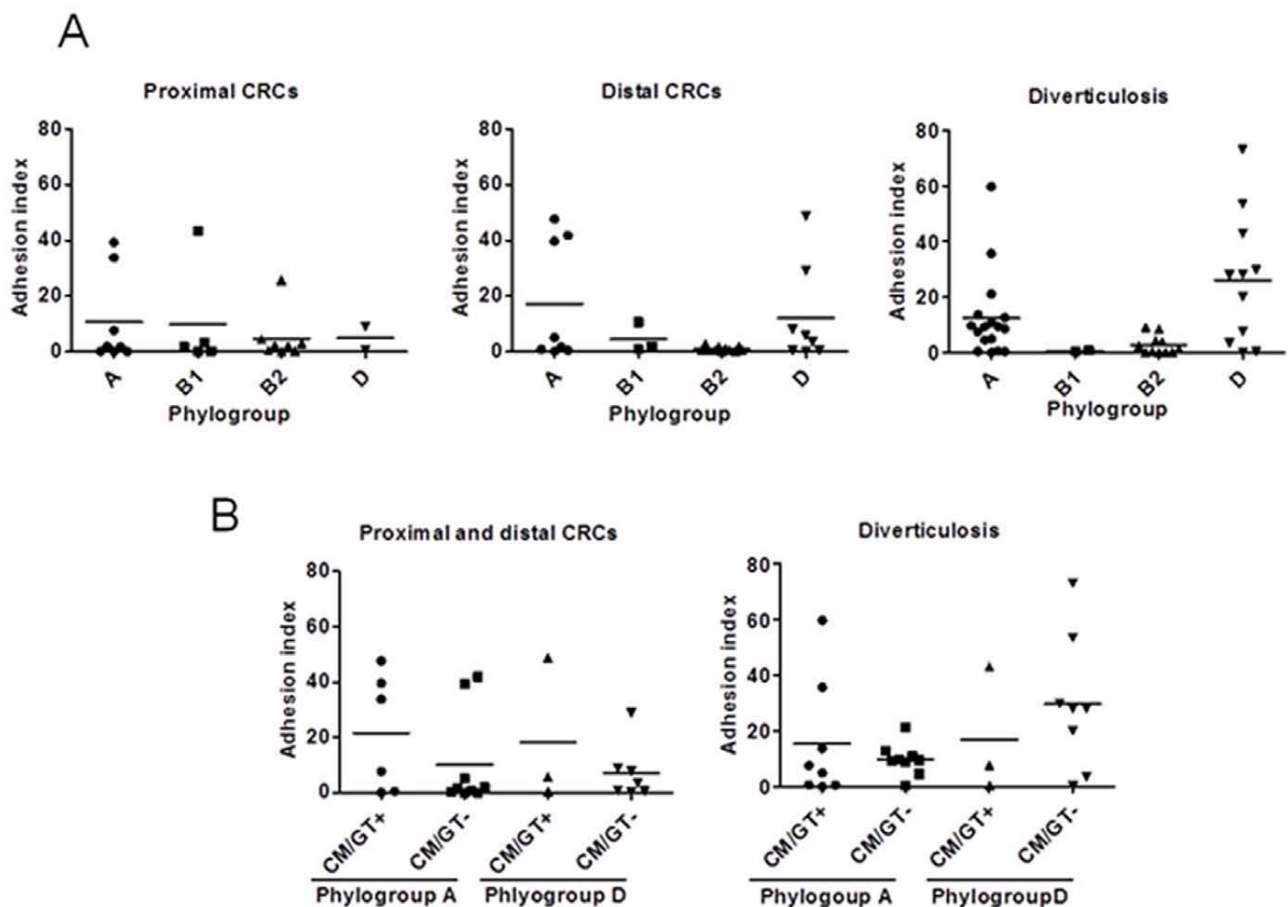 A
Proximal CRCs
Distal CRCs
Diverticulosis
Adhesion index
80
60
40
20
0
A
B1
B2
D
Phylogroup
Adhesion index
80
60
40
20
0
A
B1
B2
D
Phylogroup
Adhesion index
80
60
40
20
0
A
B1
B2
D
Phylogroup
B
Proximal and distal CRCs
Diverticulosis
Adhesion index
80
60
40
20
0
CM/GT+
CM/GT-
CM/GT+
CM/GT-
Phylogroup A
Phlyogroup D
Adhesion index
80
60
40
20
0
CM/GT+
CM/GT-
CM/GT+
CM/GT-
Phylogoup A
PhylogroupD